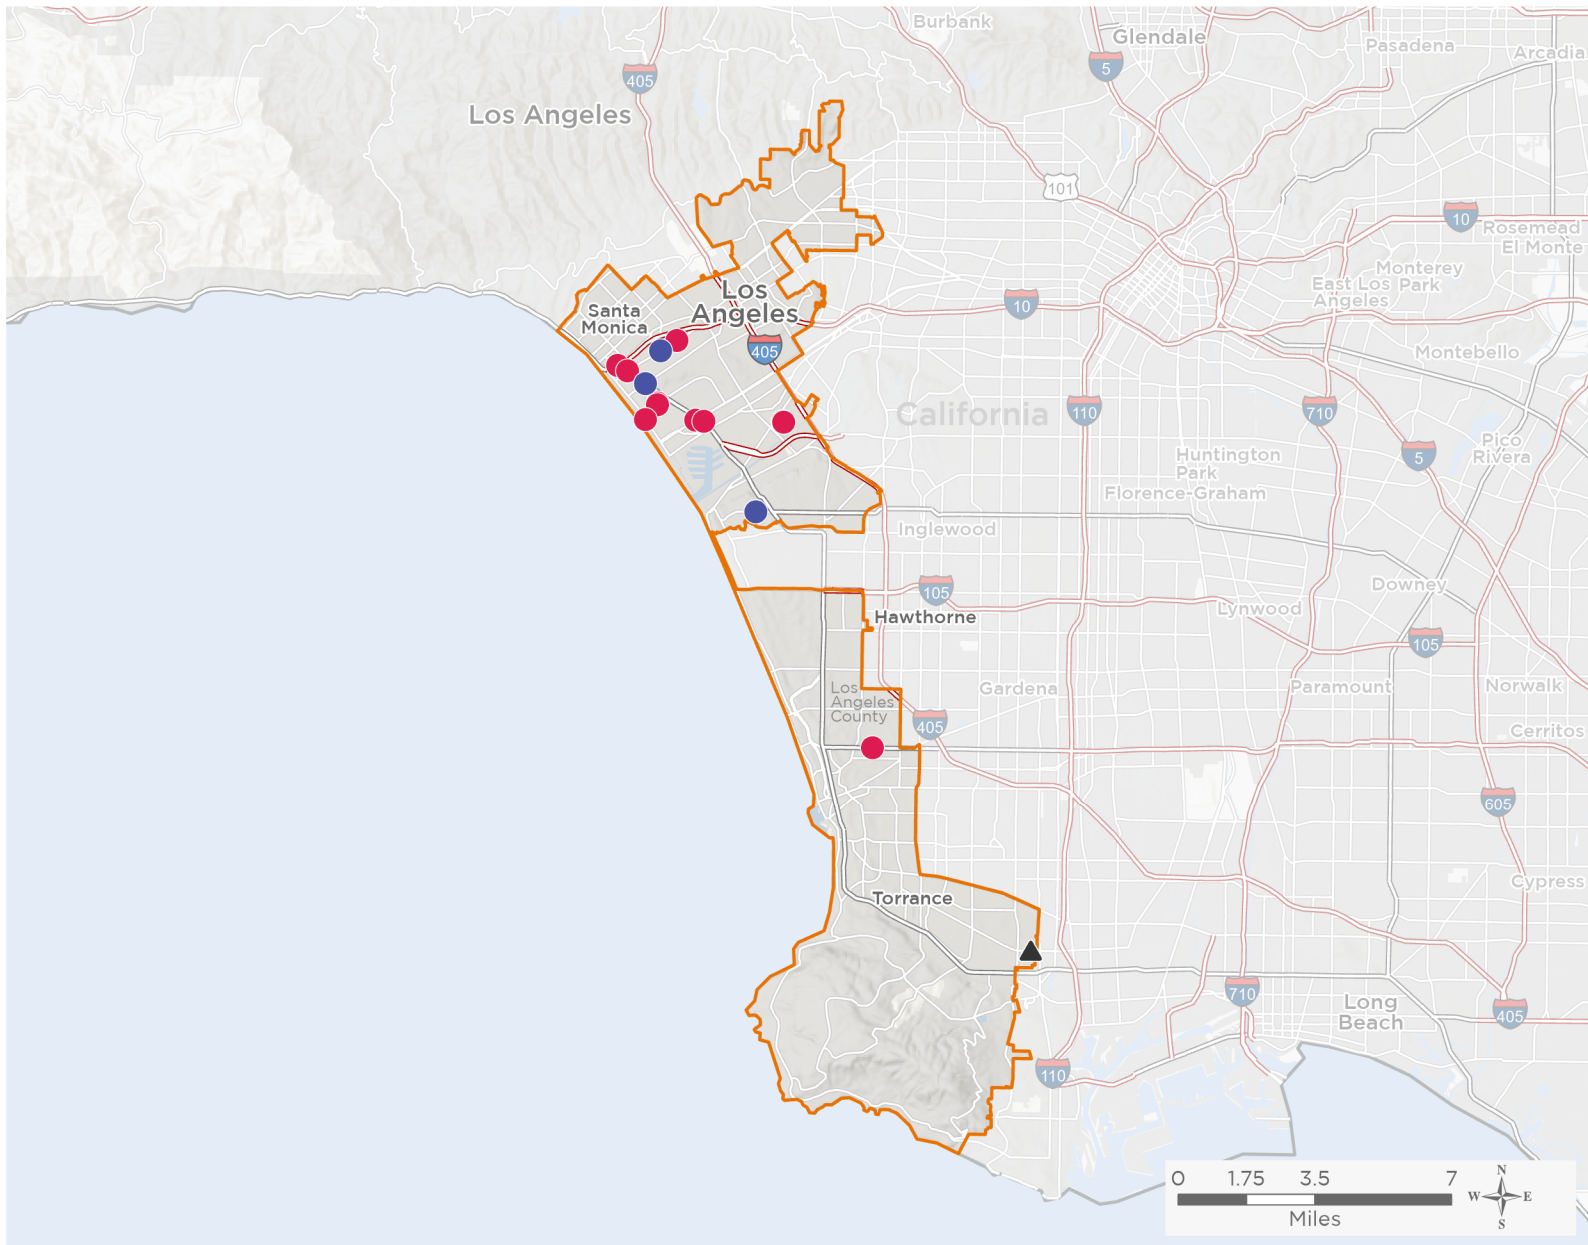 Burbank
Glendale
Pasadena
Arcadia
5
405
Los Angeles
101
10
Rosemead
El Monte
Monterey
Park
East Los
Angeles
10
Los
Angeles
Santa
Monica
405
Montebello
California
110
710
5
Pico
Rivera
Huntington
Park
Florence-Graham
Inglewood
105
Downey
Lynwood
Hawthorne
105
Los
Angeles
County
Gardena
Paramount
Norwalk
405
Cerritos
605
Cypress
Torrance
710
Long
Beach
405
110
0 1.75 3.5 7
Miles
N
W E
S